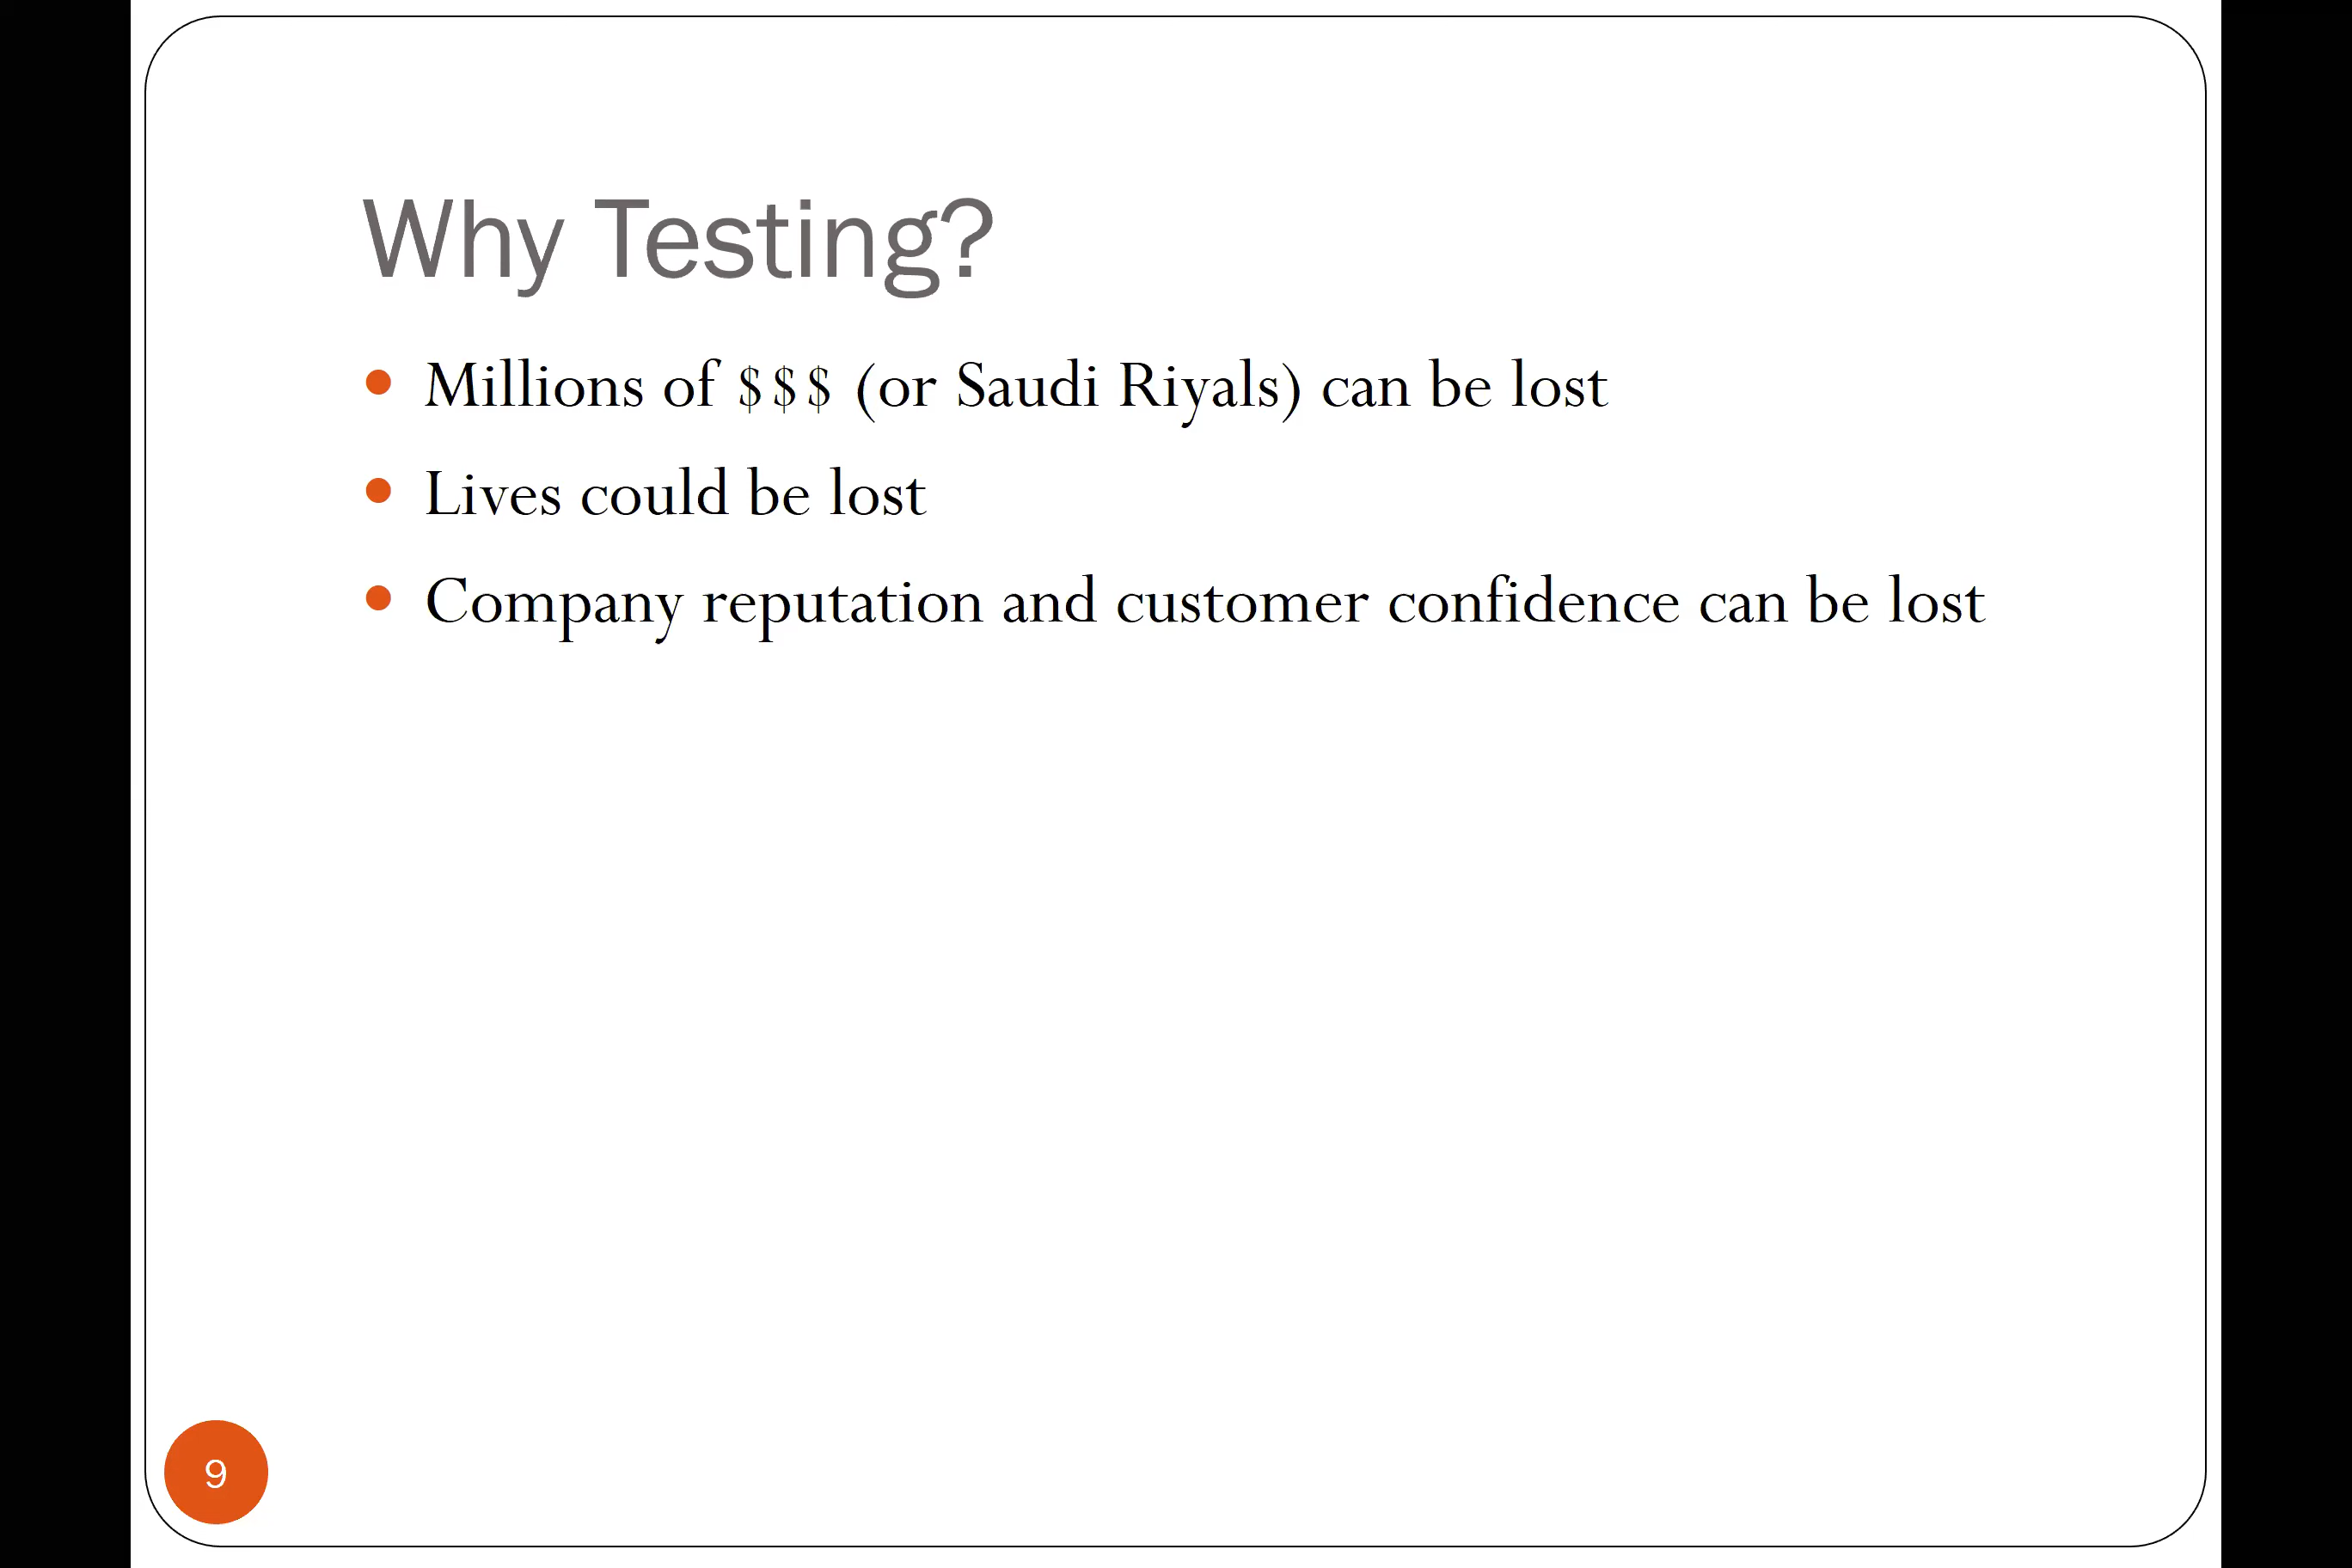 Why Testing?
Millions of $$$ (or Saudi Riyals) can be lost
Lives could be lost
Company reputation and customer confidence can be lost
9